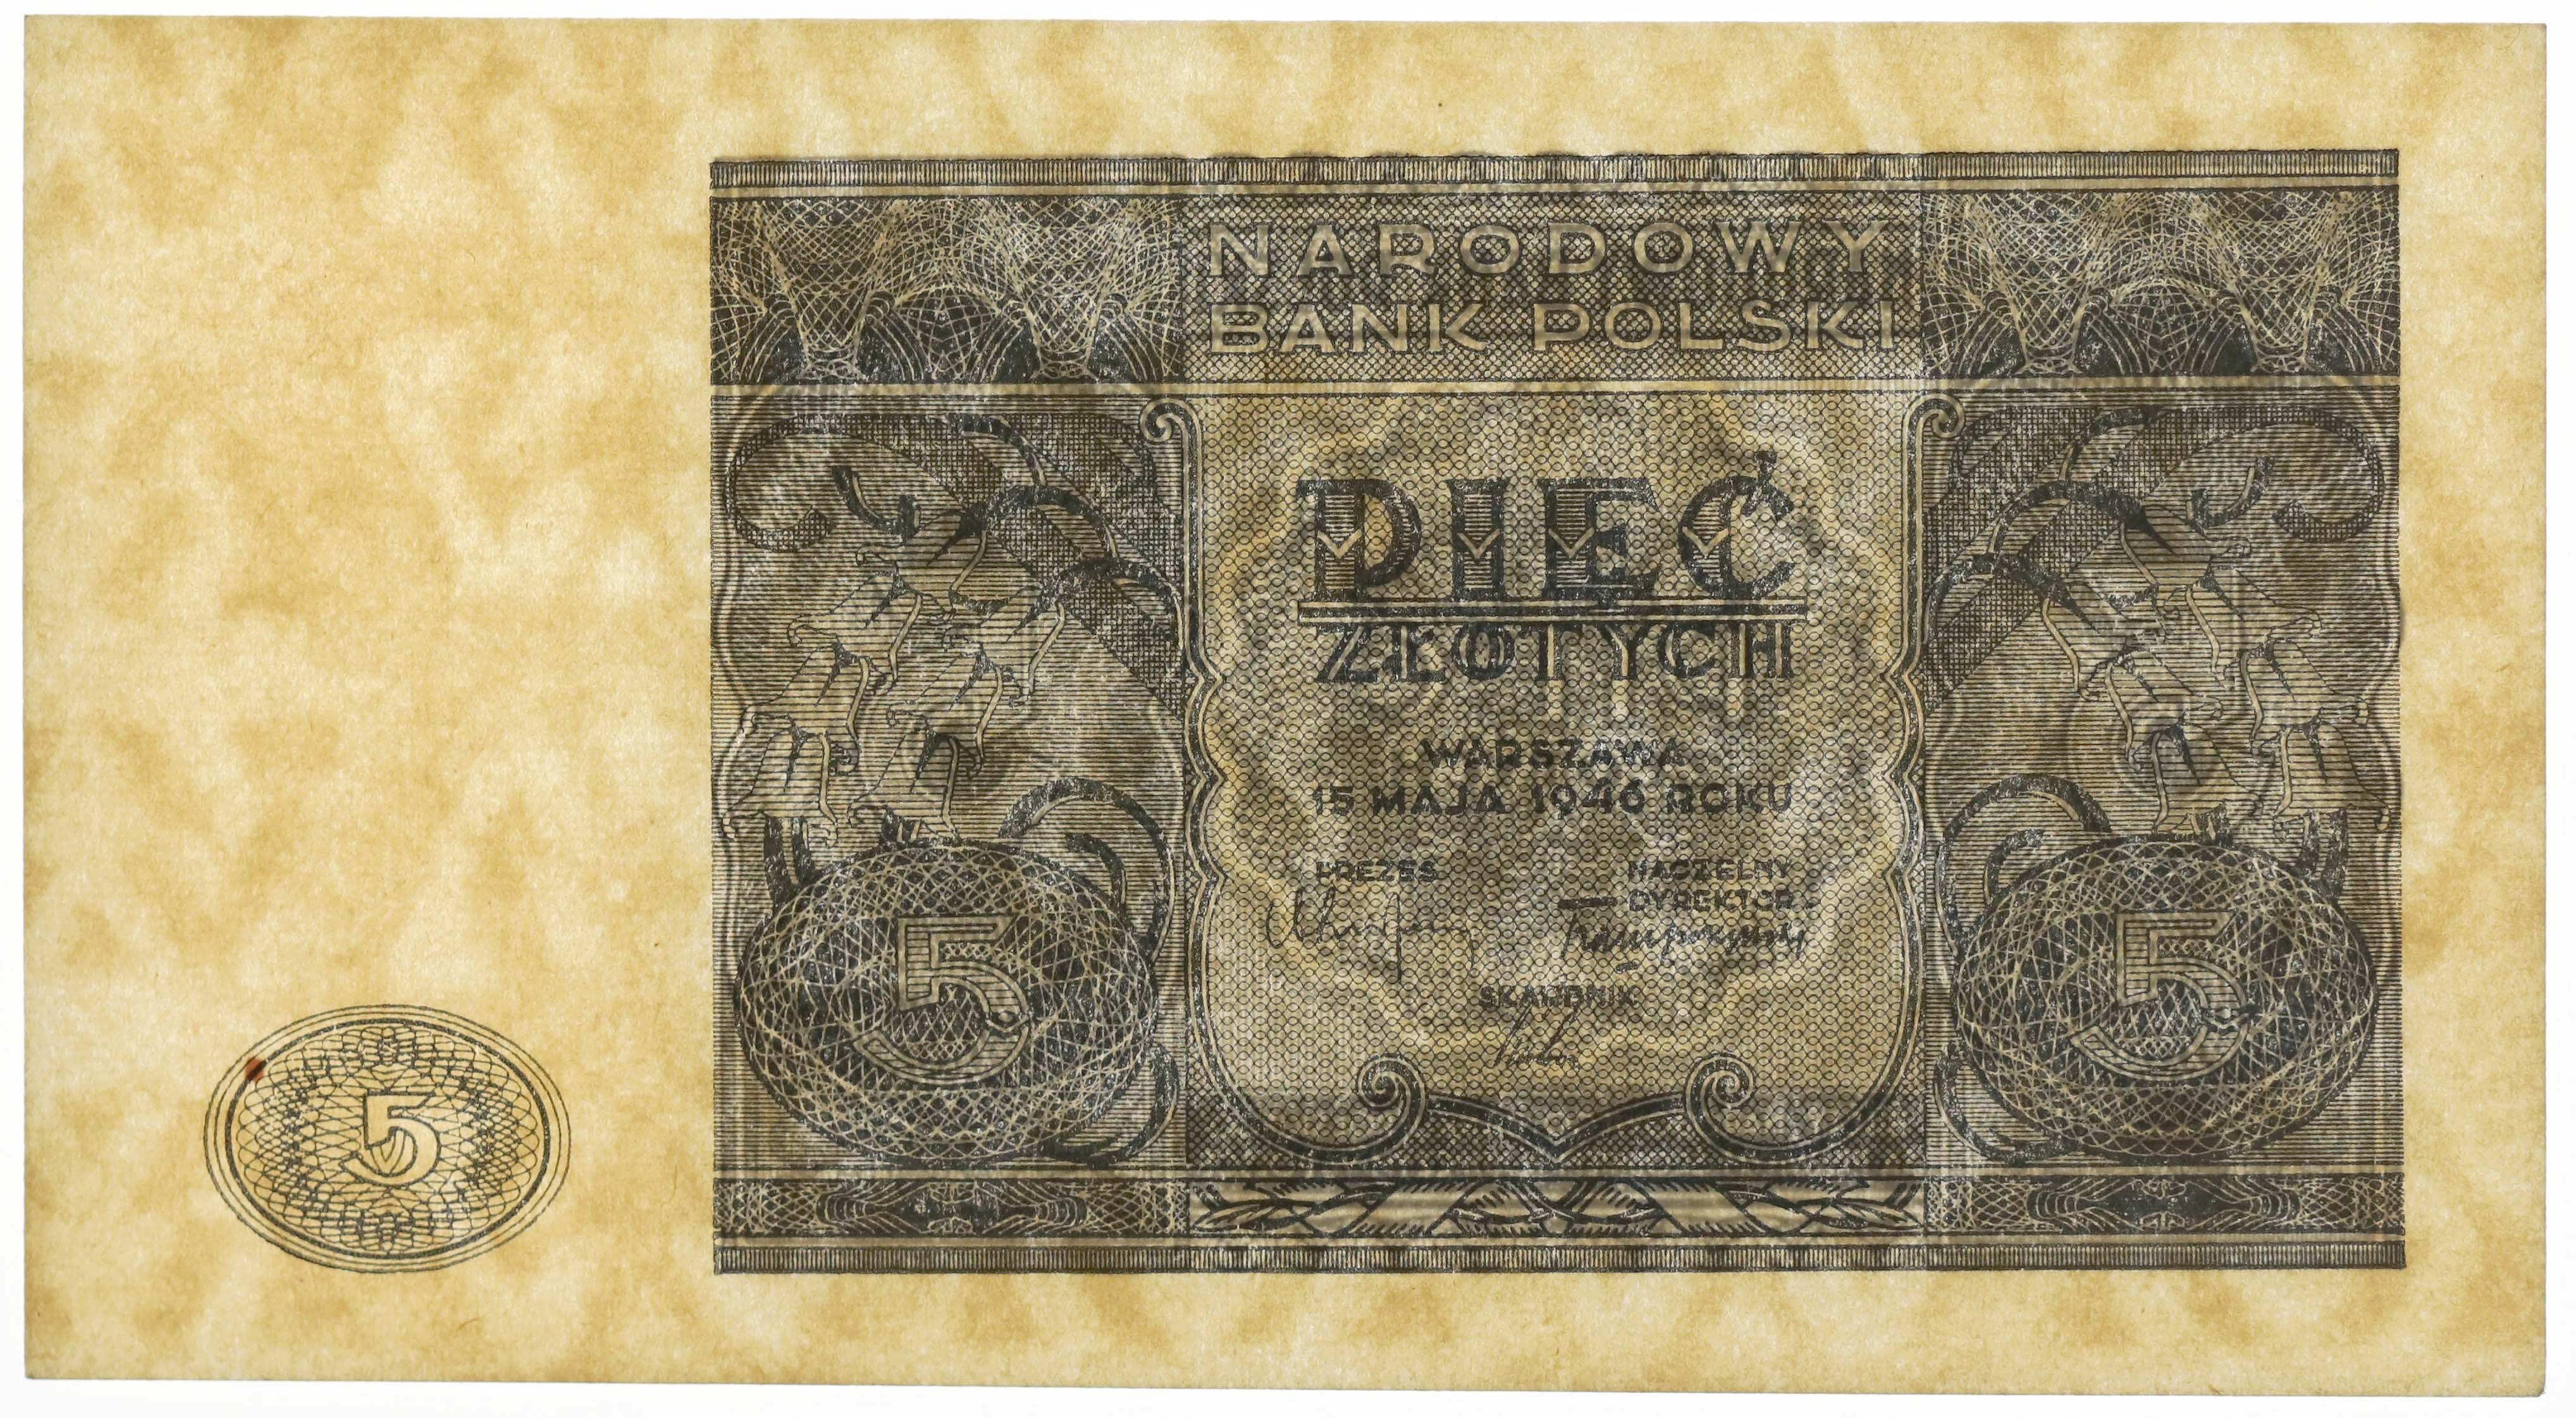 NARODOWY
BANK POLSKI
PIĘĆ
ZŁOTYCH
WARSZAWA
15 MAJA 1946 ROKU
PREZES
NACZELNY
DYREKTOR
SKARBNIK
5
5
5